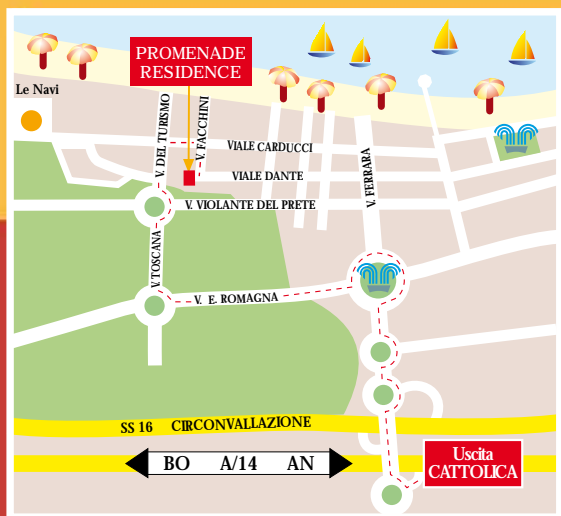 PROMENADE
RESIDENCE
Le Navi
V. DEL TURISMO
V. FACCHINI
VIALE CARDUCCI
VIALE DANTE
V. FERRARA
V. VIOLANTE DEL PRETE
V. TOSCANA
V. E. ROMAGNA
SS 16 CIRCONVALLAZIONE
BO A/14 AN
Uscita
CATTOLICA